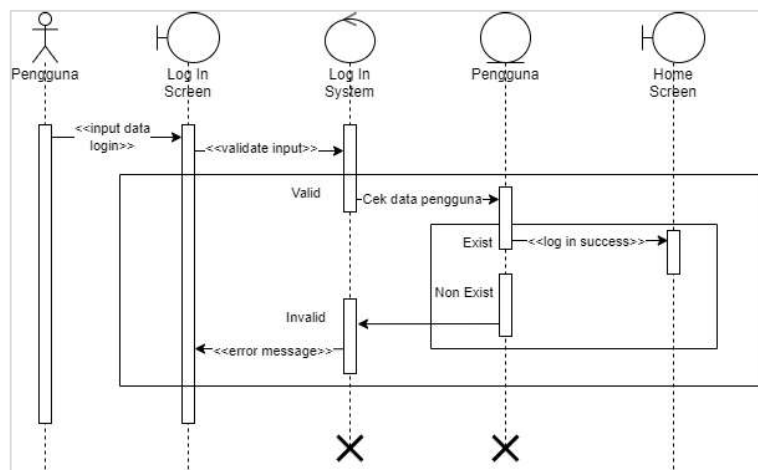 Pengguna
Log In
Screen
Log In
System
Pengguna
Home
Screen
<<input data
login>>
<<validate input>>
Valid
Cek data pengguna
Exist
<<log in success>>
Non Exist
Invalid
<<error message>>